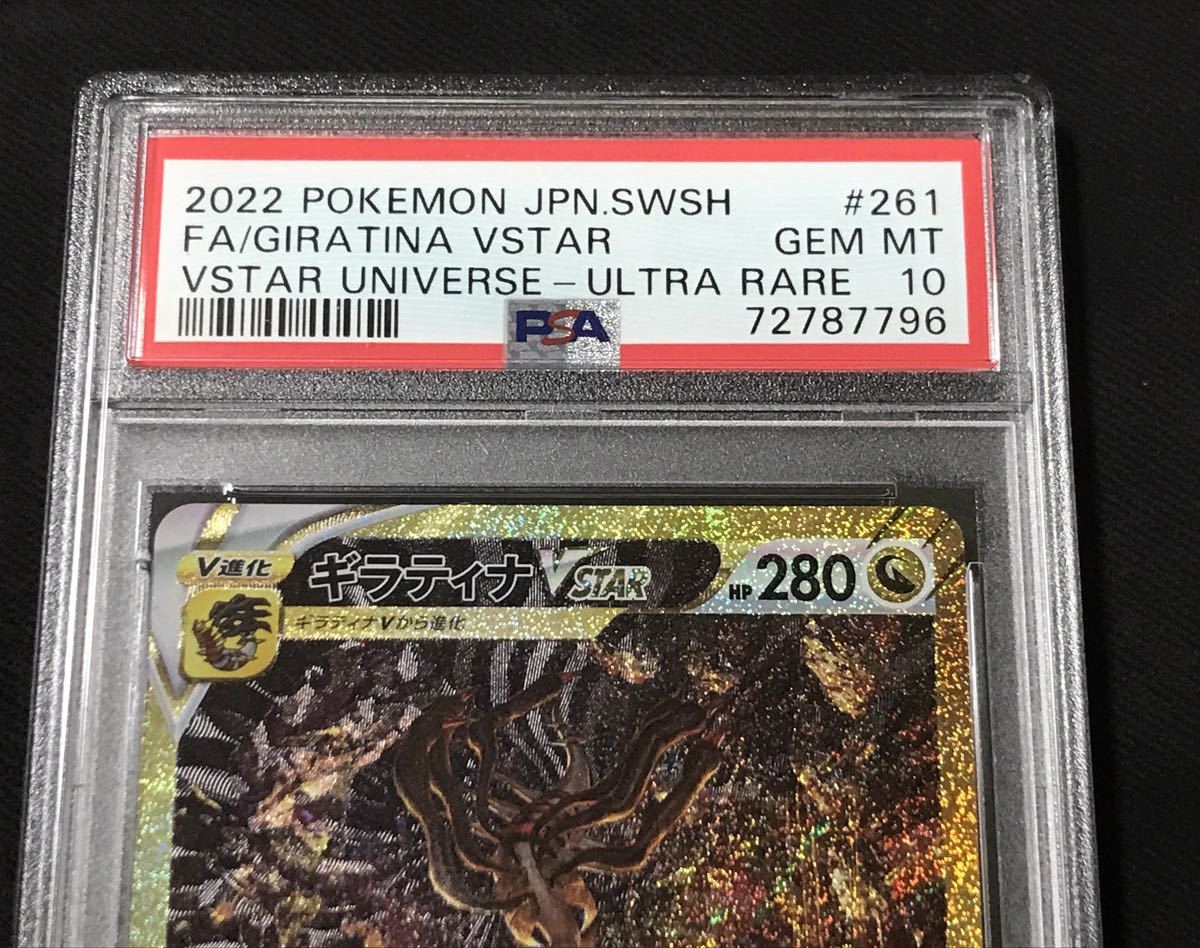 2022 POKEMON JPN.SWSH #261
FA/GIRATINA VSTAR GEM MT
VSTAR UNIVERSE - ULTRA RARE 10
PSA 72787796
V進化 ギラティナVSTAR HP 280
ギラティナVから進化